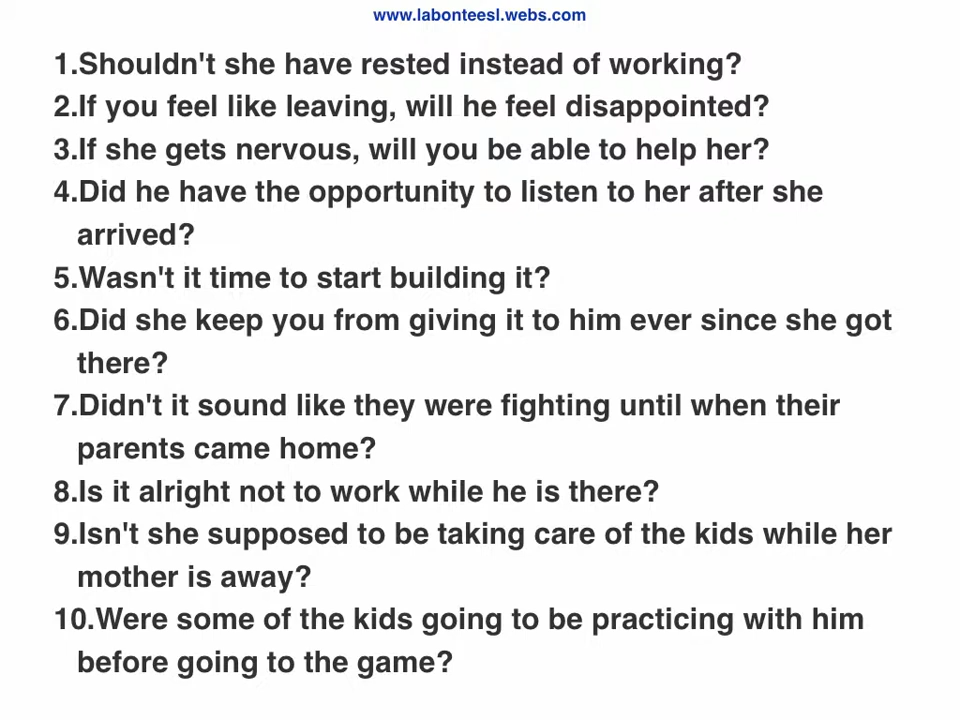 www.labonteesl.webs.com
1.Shouldn't she have rested instead of working?
2.If you feel like leaving, will he feel disappointed?
3.If she gets nervous, will you be able to help her?
4.Did he have the opportunity to listen to her after she
arrived?
5.Wasn't it time to start building it?
6.Did she keep you from giving it to him ever since she got
there?
7.Didn't it sound like they were fighting until when their
parents came home?
8.Is it alright not to work while he is there?
9.Isn't she supposed to be taking care of the kids while her
mother is away?
10.Were some of the kids going to be practicing with him
before going to the game?